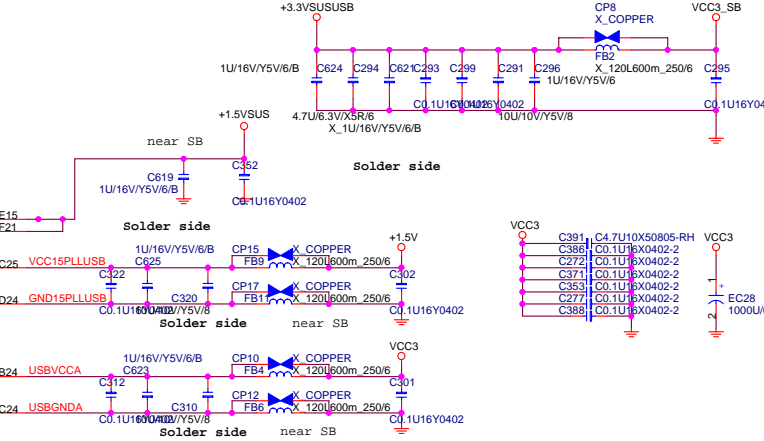 +3.3VSUSUSB
CP8
X_COPPER
VCC3_SB
FB2
X_120L600m_250/6
1U/16V/Y5V/6/B
C624
C294
C621
C293
C299
C291
C296
1U/16V/Y5V/6
C295
C0.1U16Y0402
C0.1U16Y04
4.7U/6.3V/X5R/6
10U/10V/Y5V/8
X_1U/16V/Y5V/6/B
Solder side
+1.5VSUS
near SB
C352
C619
1U/16V/Y5V/6/B
C0.1U16Y0402
Solder side
E15
F21
C25
VCC15PLLUSB
1U/16V/Y5V/6/B
C625
CP15
X_COPPER
FB9
X_120L600m_250/6
+1.5V
C322
C302
D24
GND15PLLUSB
C320
CP17
X_COPPER
FB11
X_120L600m_250/6
C0.1U16Y0402
Solder side
near SB
VCC3
C391
C4.7U10X50805-RH
C386
C0.1U16X0402-2
C272
C0.1U16X0402-2
C371
C0.1U16X0402-2
C353
C0.1U16X0402-2
C277
C0.1U16X0402-2
C388
C0.1U16X0402-2
VCC3
1
+
EC28
1000U/
2
B24
USBVCCA
1U/16V/Y5V/6/B
C623
CP10
X_COPPER
FB4
X_120L600m_250/6
VCC3
C312
C301
C24
USBGNDA
C310
CP12
X_COPPER
FB6
X_120L600m_250/6
C0.1U16Y0402
Solder side
near SB